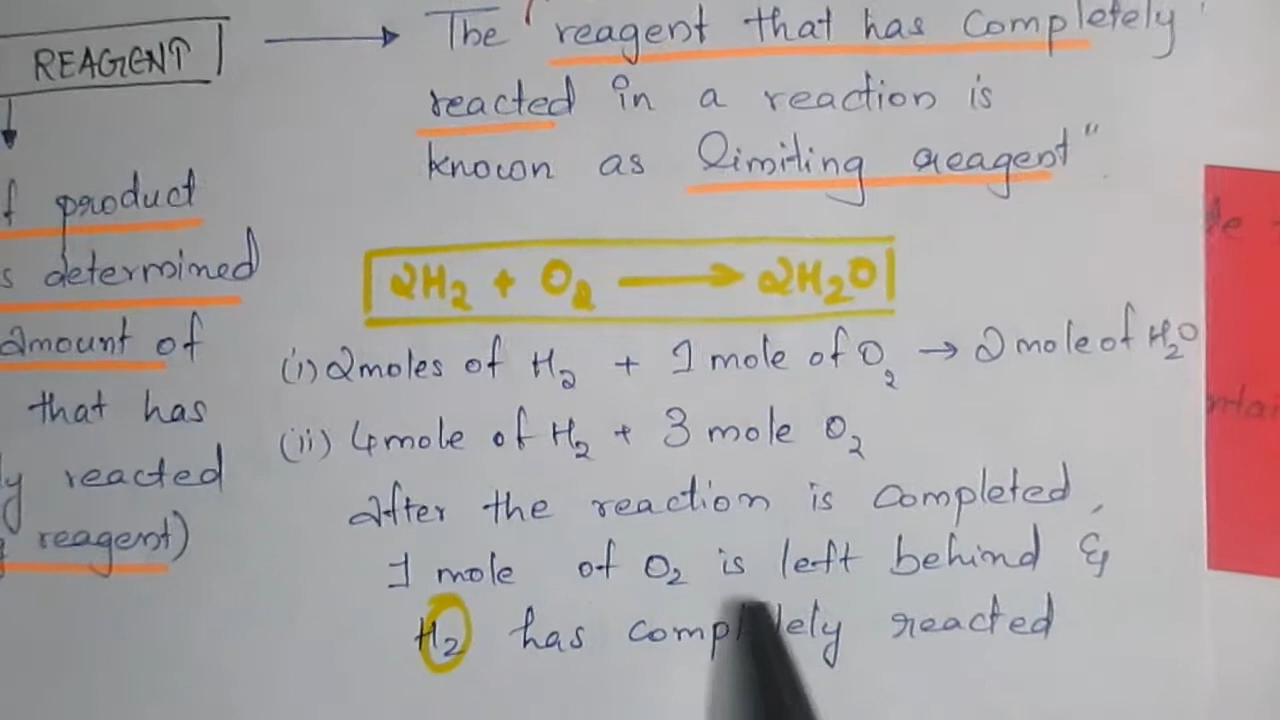 REAGENT
The "reagent that has completely
reacted in a reaction is
known as limiting reagent"
f product
s determined
amount of
that has
y reacted
reagent)
2H₂ + O₂ ⟶ 2H₂O
(i) 2moles of H₂ + 1 mole of O₂ → 2 mole of H₂O
(ii) 4mole of H₂ + 3 mole O₂
after the reaction is completed,
1 mole of O₂ is left behind &
H₂ has completely reacted